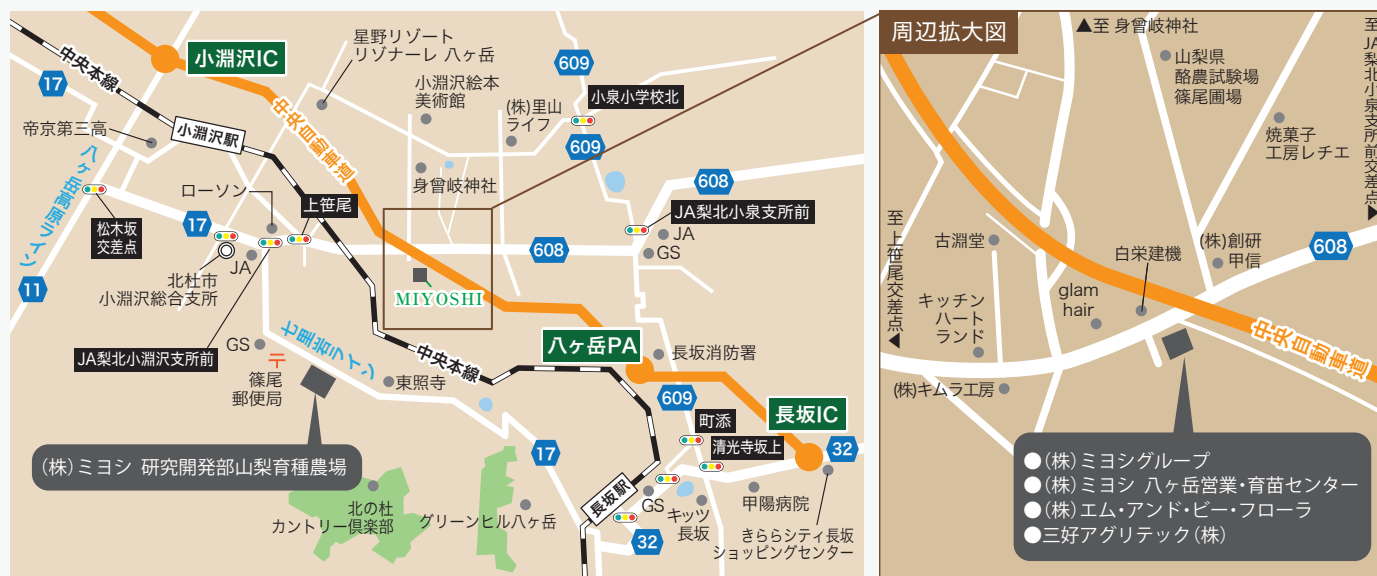 小淵沢IC
中央本線
17
帝京第三高
小淵沢駅
星野リゾート
リゾナーレ 八ヶ岳
小淵沢絵本
美術館
(株)里山
ライフ
609
小泉小学校北
609
中央自動車道
身曾岐神社
608
JA梨北小泉支所前
JA
GS
八ヶ岳高原ライン
松木坂
交差点
ローソン
17
上笹尾
北杜市
小淵沢総合支所
JA
608
11
MIYOSHI
JA梨北小淵沢支所前
GS
〒
篠尾
郵便局
七里岩ライン
東照寺
中央本線
八ヶ岳PA
長坂消防署
609
町添
長坂IC
清光寺坂上
32
17
(株)ミヨシ 研究開発部山梨育種農場
北の杜
カントリー倶楽部
グリーンヒル八ヶ岳
長坂駅
GS
キッツ
長坂
甲陽病院
32
きららシティ長坂
ショッピングセンター
周辺拡大図
▲至 身曾岐神社
山梨県
酪農試験場
篠尾圃場
焼菓子
工房レチエ
至 JA梨北小泉支所前交差点▶
至 上笹尾交差点◀
古淵堂
白栄建機
(株)創研
甲信
608
キッチン
ハート
ランド
glam
hair
中央自動車道
(株)キムラ工房
●(株)ミヨシグループ
●(株)ミヨシ 八ヶ岳営業・育苗センター
●(株)エム・アンド・ビー・フローラ
●三好アグリテック(株)